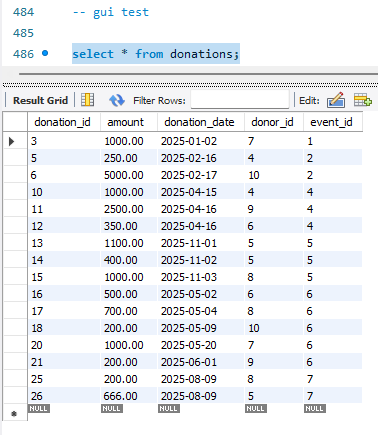 484 -- gui test
485
486 select * from donations;
Result Grid Filter Rows: Edit:
donation_id amount donation_date donor_id event_id
3 1000.00 2025-01-02 7 1
5 250.00 2025-02-16 4 2
6 5000.00 2025-02-17 10 2
10 1000.00 2025-04-15 4 4
11 2500.00 2025-04-16 9 4
12 350.00 2025-04-16 6 4
13 1100.00 2025-11-01 5 5
14 400.00 2025-11-02 5 5
15 1000.00 2025-11-03 8 5
16 500.00 2025-05-02 6 6
17 700.00 2025-05-04 8 6
18 200.00 2025-05-09 10 6
20 1000.00 2025-05-20 7 6
21 200.00 2025-06-01 9 6
25 200.00 2025-08-09 8 7
26 666.00 2025-08-09 5 7
NULL NULL NULL NULL NULL